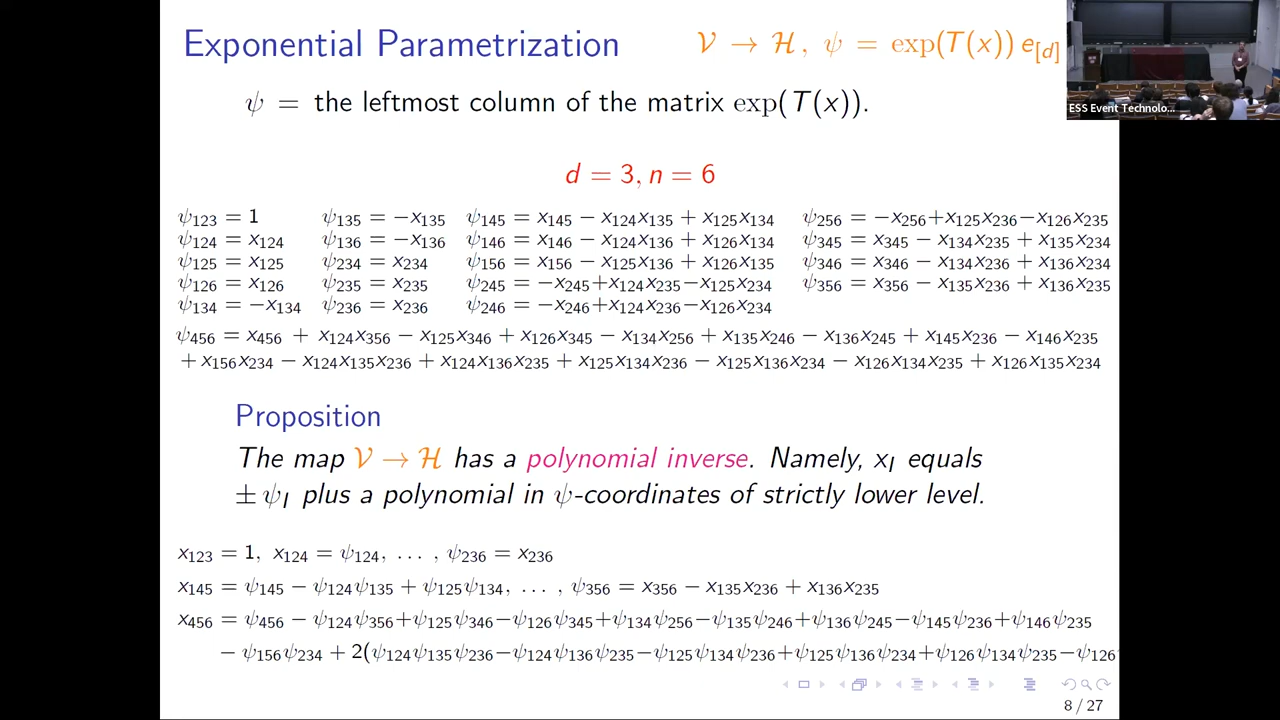 Exponential Parametrization
𝒱 → ℋ, ψ = exp(T(x)) e_[d]
ESS Event Technolo...
ψ = the leftmost column of the matrix exp(T(x)).
d = 3, n = 6
ψ₁₂₃ = 1 ψ₁₃₅ = −x₁₃₅ ψ₁₄₅ = x₁₄₅ − x₁₂₄x₁₃₅ + x₁₂₅x₁₃₄ ψ₂₅₆ = −x₂₅₆+x₁₂₅x₂₃₆−x₁₂₆x₂₃₅
ψ₁₂₄ = x₁₂₄ ψ₁₃₆ = −x₁₃₆ ψ₁₄₆ = x₁₄₆ − x₁₂₄x₁₃₆ + x₁₂₆x₁₃₄ ψ₃₄₅ = x₃₄₅ − x₁₃₄x₂₃₅ + x₁₃₅x₂₃₄
ψ₁₂₅ = x₁₂₅ ψ₂₃₄ = x₂₃₄ ψ₁₅₆ = x₁₅₆ − x₁₂₅x₁₃₆ + x₁₂₆x₁₃₅ ψ₃₄₆ = x₃₄₆ − x₁₃₄x₂₃₆ + x₁₃₆x₂₃₄
ψ₁₂₆ = x₁₂₆ ψ₂₃₅ = x₂₃₅ ψ₂₄₅ = −x₂₄₅+x₁₂₄x₂₃₅−x₁₂₅x₂₃₄ ψ₃₅₆ = x₃₅₆ − x₁₃₅x₂₃₆ + x₁₃₆x₂₃₅
ψ₁₃₄ = −x₁₃₄ ψ₂₃₆ = x₂₃₆ ψ₂₄₆ = −x₂₄₆+x₁₂₄x₂₃₆−x₁₂₆x₂₃₄
ψ₄₅₆ = x₄₅₆ + x₁₂₄x₃₅₆ − x₁₂₅x₃₄₆ + x₁₂₆x₃₄₅ − x₁₃₄x₂₅₆ + x₁₃₅x₂₄₆ − x₁₃₆x₂₄₅ + x₁₄₅x₂₃₆ − x₁₄₆x₂₃₅
+ x₁₅₆x₂₃₄ − x₁₂₄x₁₃₅x₂₃₆ + x₁₂₄x₁₃₆x₂₃₅ + x₁₂₅x₁₃₄x₂₃₆ − x₁₂₅x₁₃₆x₂₃₄ − x₁₂₆x₁₃₄x₂₃₅ + x₁₂₆x₁₃₅x₂₃₄
Proposition
The map 𝒱 → ℋ has a polynomial inverse. Namely, x_I equals
± ψ_I plus a polynomial in ψ-coordinates of strictly lower level.
x₁₂₃ = 1, x₁₂₄ = ψ₁₂₄, … , ψ₂₃₆ = x₂₃₆
x₁₄₅ = ψ₁₄₅ − ψ₁₂₄ψ₁₃₅ + ψ₁₂₅ψ₁₃₄, … , ψ₃₅₆ = x₃₅₆ − x₁₃₅x₂₃₆ + x₁₃₆x₂₃₅
x₄₅₆ = ψ₄₅₆ − ψ₁₂₄ψ₃₅₆+ψ₁₂₅ψ₃₄₆−ψ₁₂₆ψ₃₄₅+ψ₁₃₄ψ₂₅₆−ψ₁₃₅ψ₂₄₆+ψ₁₃₆ψ₂₄₅−ψ₁₄₅ψ₂₃₆+ψ₁₄₆ψ₂₃₅
− ψ₁₅₆ψ₂₃₄ + 2(ψ₁₂₄ψ₁₃₅ψ₂₃₆−ψ₁₂₄ψ₁₃₆ψ₂₃₅−ψ₁₂₅ψ₁₃₄ψ₂₃₆+ψ₁₂₅ψ₁₃₆ψ₂₃₄+ψ₁₂₆ψ₁₃₄ψ₂₃₅−ψ₁₂₆
8 / 27